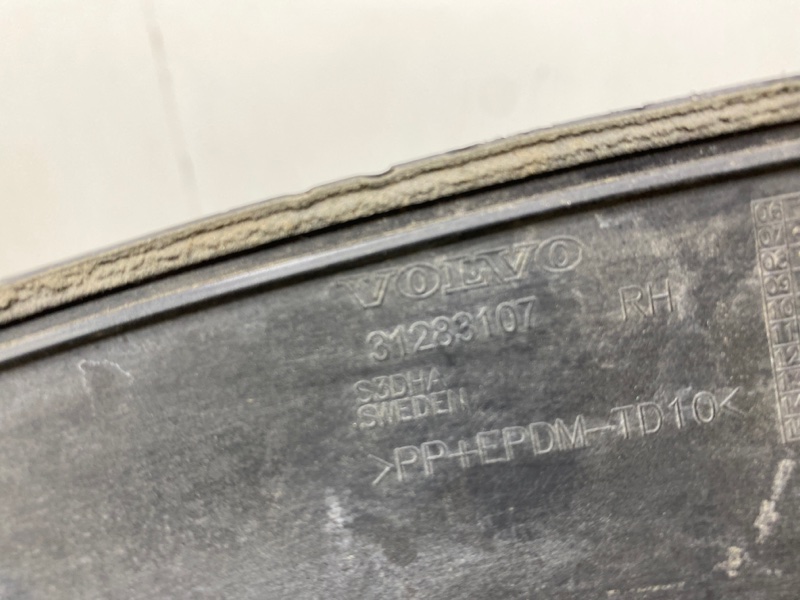 VOLVO
31283107 RH
S3DHA
SWEDEN
>PP+EPDM-TD10<